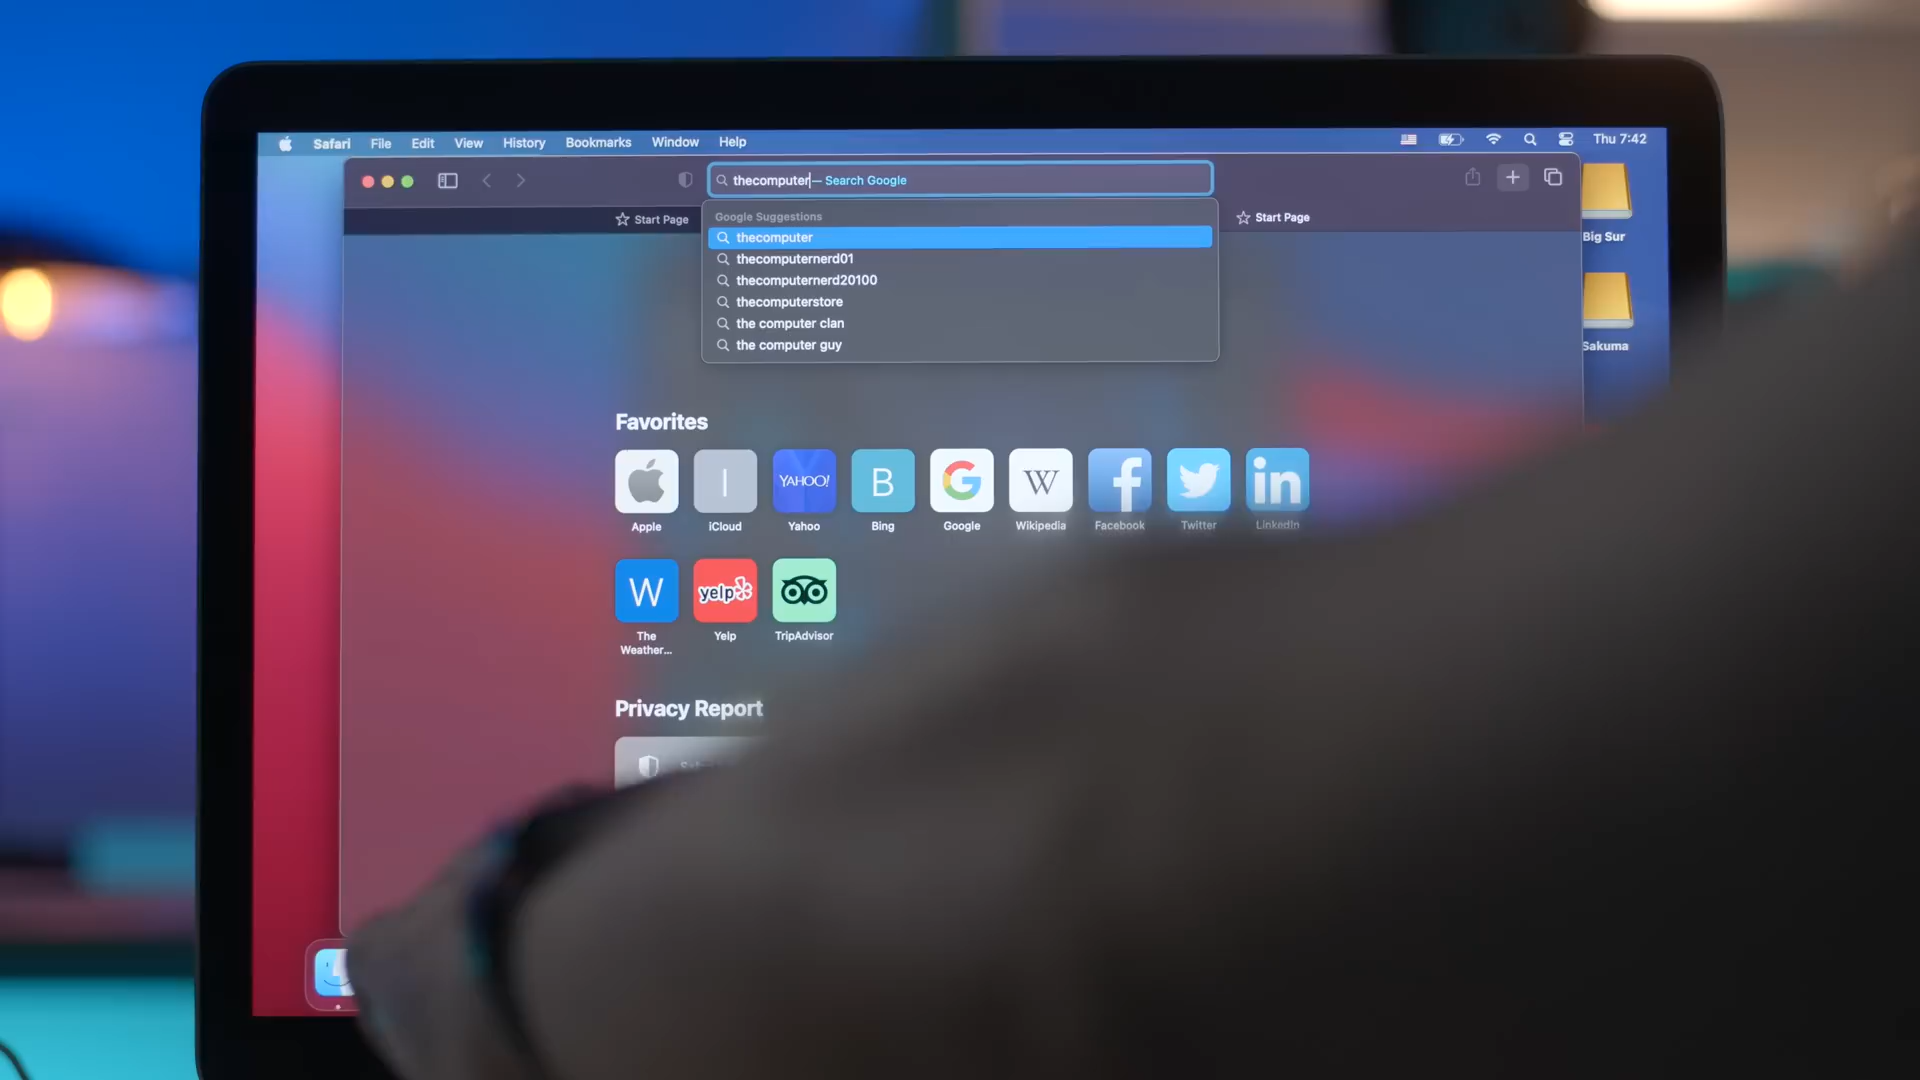 Safari File Edit View History Bookmarks Window Help Thu 7:42
thecomputer — Search Google
Start Page
Start Page
Google Suggestions
thecomputer
thecomputernerd01
thecomputernerd20100
thecomputerstore
the computer clan
the computer guy
Big Sur
Sakuma
Favorites
I YAHOO! B G W f in
Apple iCloud Yahoo Bing Google Wikipedia Facebook Twitter LinkedIn
W yelp
The Weather... Yelp TripAdvisor
Privacy Report